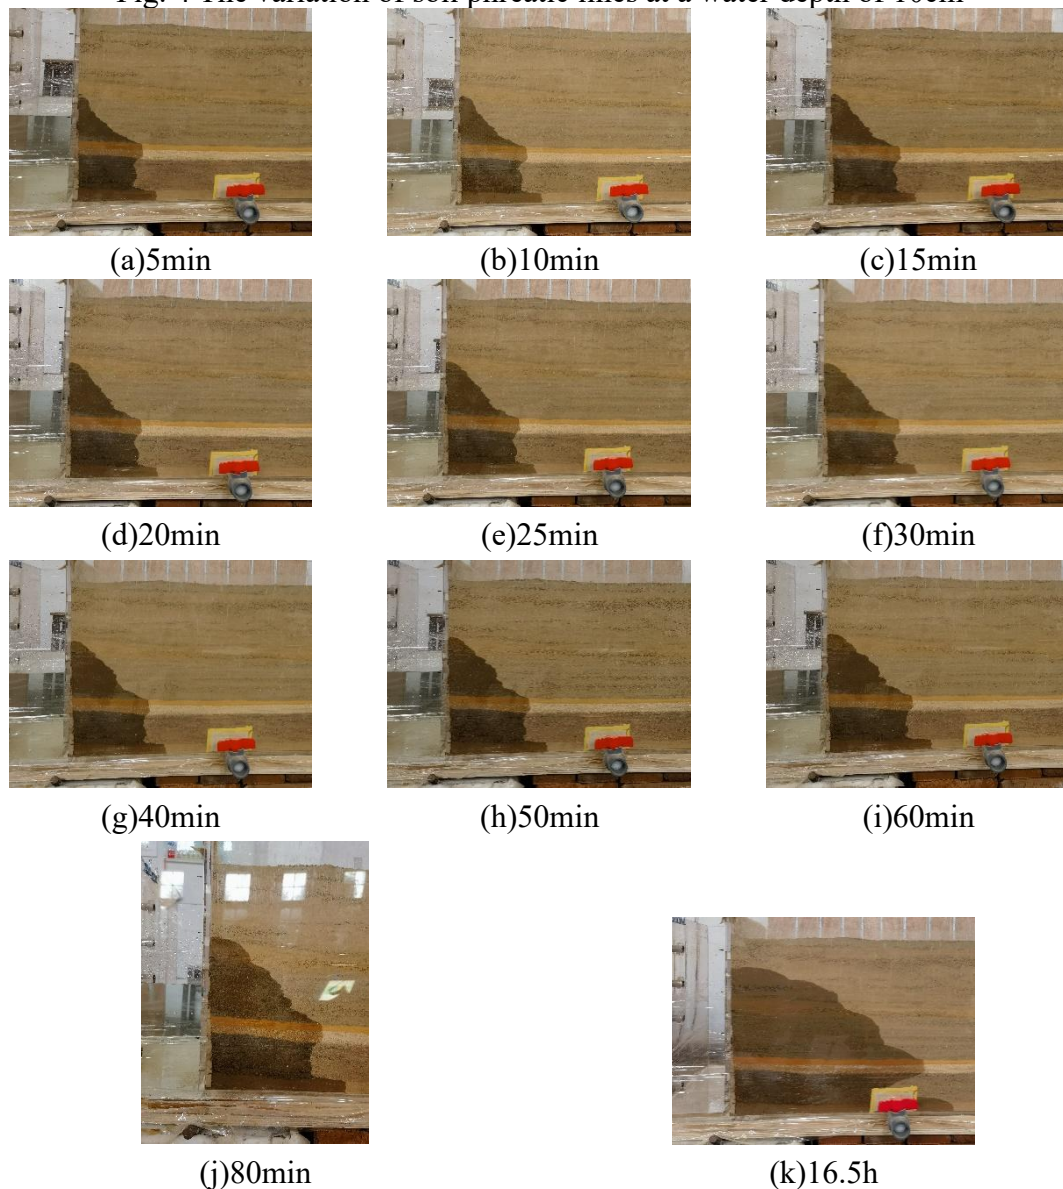 Fig. 4 The variation of soil phreatic lines at a water depth of 10cm
(a)5min
(b)10min
(c)15min
(d)20min
(e)25min
(f)30min
(g)40min
(h)50min
(i)60min
(j)80min
(k)16.5h